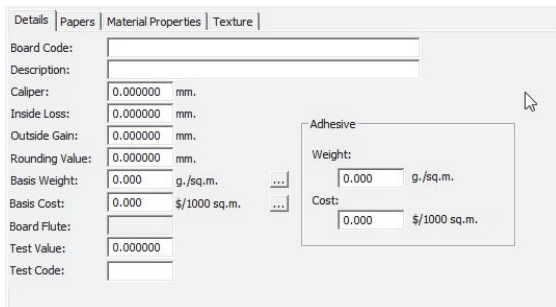 Details Papers Material Properties Texture
Board Code:
Description:
Caliper: 0.000000 mm.
Inside Loss: 0.000000 mm.
Outside Gain: 0.000000 mm.
Rounding Value: 0.000000 mm.
Basis Weight: 0.000 g./sq.m. ...
Basis Cost: 0.000 $/1000 sq.m. ...
Board Flute:
Test Value: 0.000000
Test Code:
Adhesive
Weight:
0.000 g./sq.m.
Cost:
0.000 $/1000 sq.m.